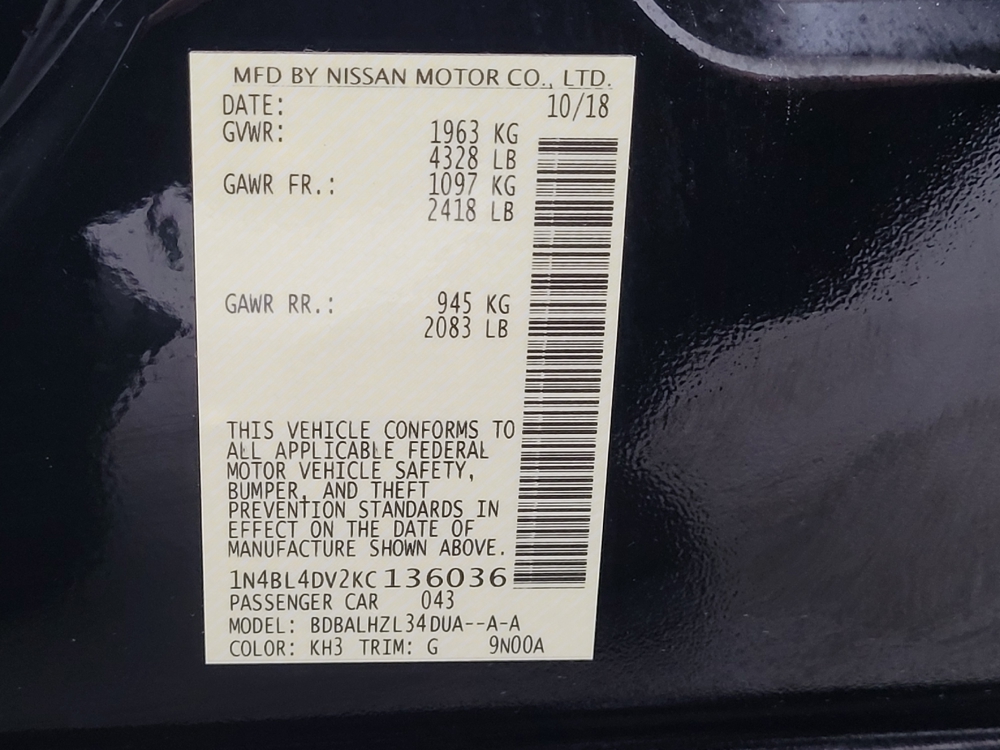 MFD BY NISSAN MOTOR CO., LTD.
DATE: 10/18
GVWR: 1963 KG
4328 LB
GAWR FR.: 1097 KG
2418 LB
GAWR RR.: 945 KG
2083 LB
THIS VEHICLE CONFORMS TO
ALL APPLICABLE FEDERAL
MOTOR VEHICLE SAFETY,
BUMPER, AND THEFT
PREVENTION STANDARDS IN
EFFECT ON THE DATE OF
MANUFACTURE SHOWN ABOVE.
1N4BL4DV2KC136036
PASSENGER CAR 043
MODEL: BDBALHZL34DUA--A-A
COLOR: KH3 TRIM: G 9N00A